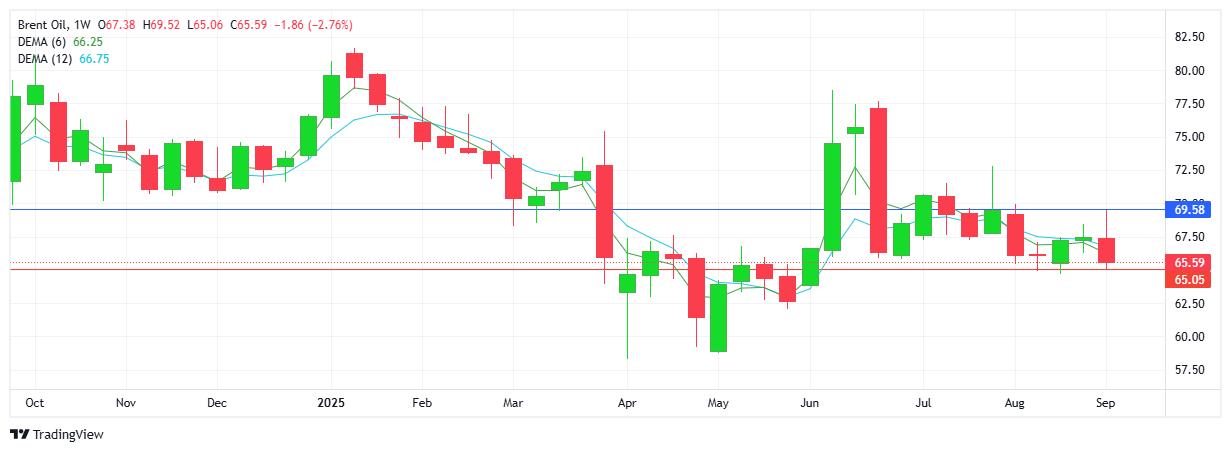 Brent Oil, 1W O67.38 H69.52 L65.06 C65.59 −1.86 (−2.76%)
DEMA (6) 66.25
DEMA (12) 66.75
82.50
80.00
77.50
75.00
72.50
69.58
67.50
65.59
65.05
62.50
60.00
57.50
Oct Nov Dec 2025 Feb Mar Apr May Jun Jul Aug Sep
TradingView